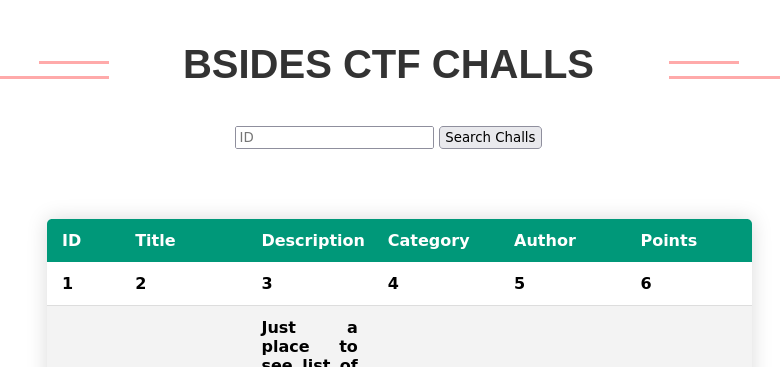 BSIDES CTF CHALLS
ID Search Challs
ID Title Description Category Author Points
1 2 3 4 5 6
Just a
place to
see list of